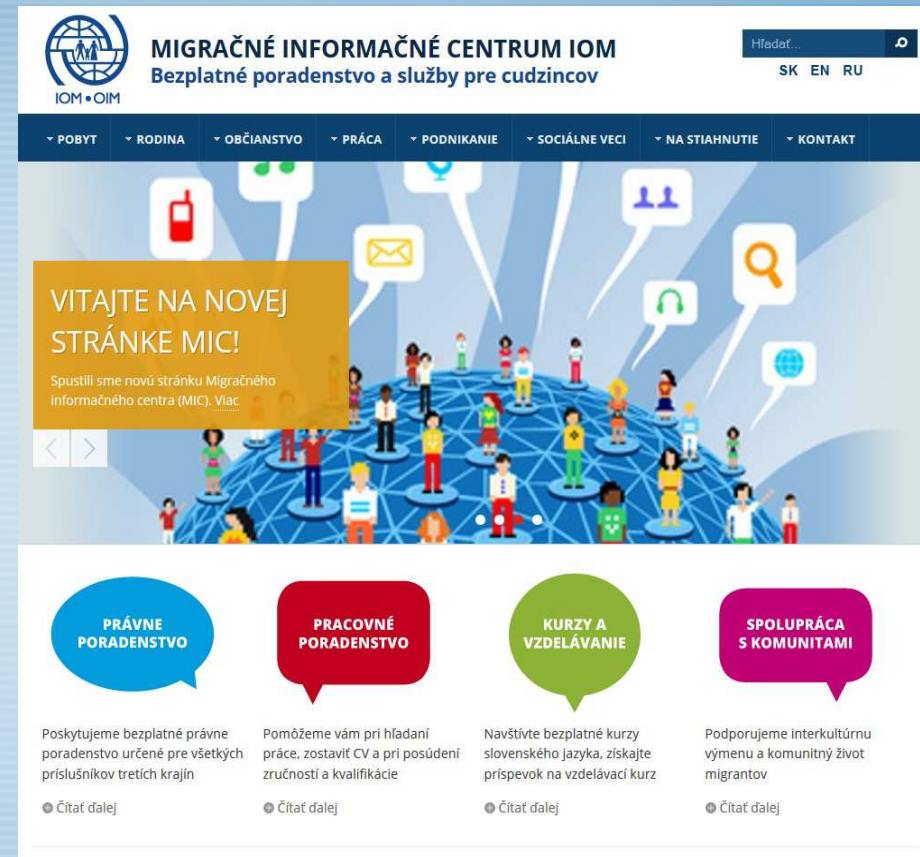 MIGRAČNÉ INFORMAČNÉ CENTRUM IOM
Bezplatné poradenstvo a služby pre cudzincov
IOM • OIM
Hľadať...
SK EN RU
POBYT RODINA OBČIANSTVO PRÁCA PODNIKANIE SOCIÁLNE VECI NA STIAHNUTIE KONTAKT
VITAJTE NA NOVEJ
STRÁNKE MIC!
Spustili sme novú stránku Migračného
informačného centra (MIC). Viac
PRÁVNE
PORADENSTVO
Poskytujeme bezplatné právne
poradenstvo určené pre všetkých
príslušníkov tretích krajín
Čítať ďalej
PRACOVNÉ
PORADENSTVO
Pomôžeme vám pri hľadaní
práce, zostaviť CV a pri posúdení
zručností a kvalifikácie
Čítať ďalej
KURZY A
VZDELÁVANIE
Navštívte bezplatné kurzy
slovenského jazyka, získajte
príspevok na vzdelávací kurz
Čítať ďalej
SPOLUPRÁCA
S KOMUNITAMI
Podporujeme interkultúrnu
výmenu a komunitný život
migrantov
Čítať ďalej